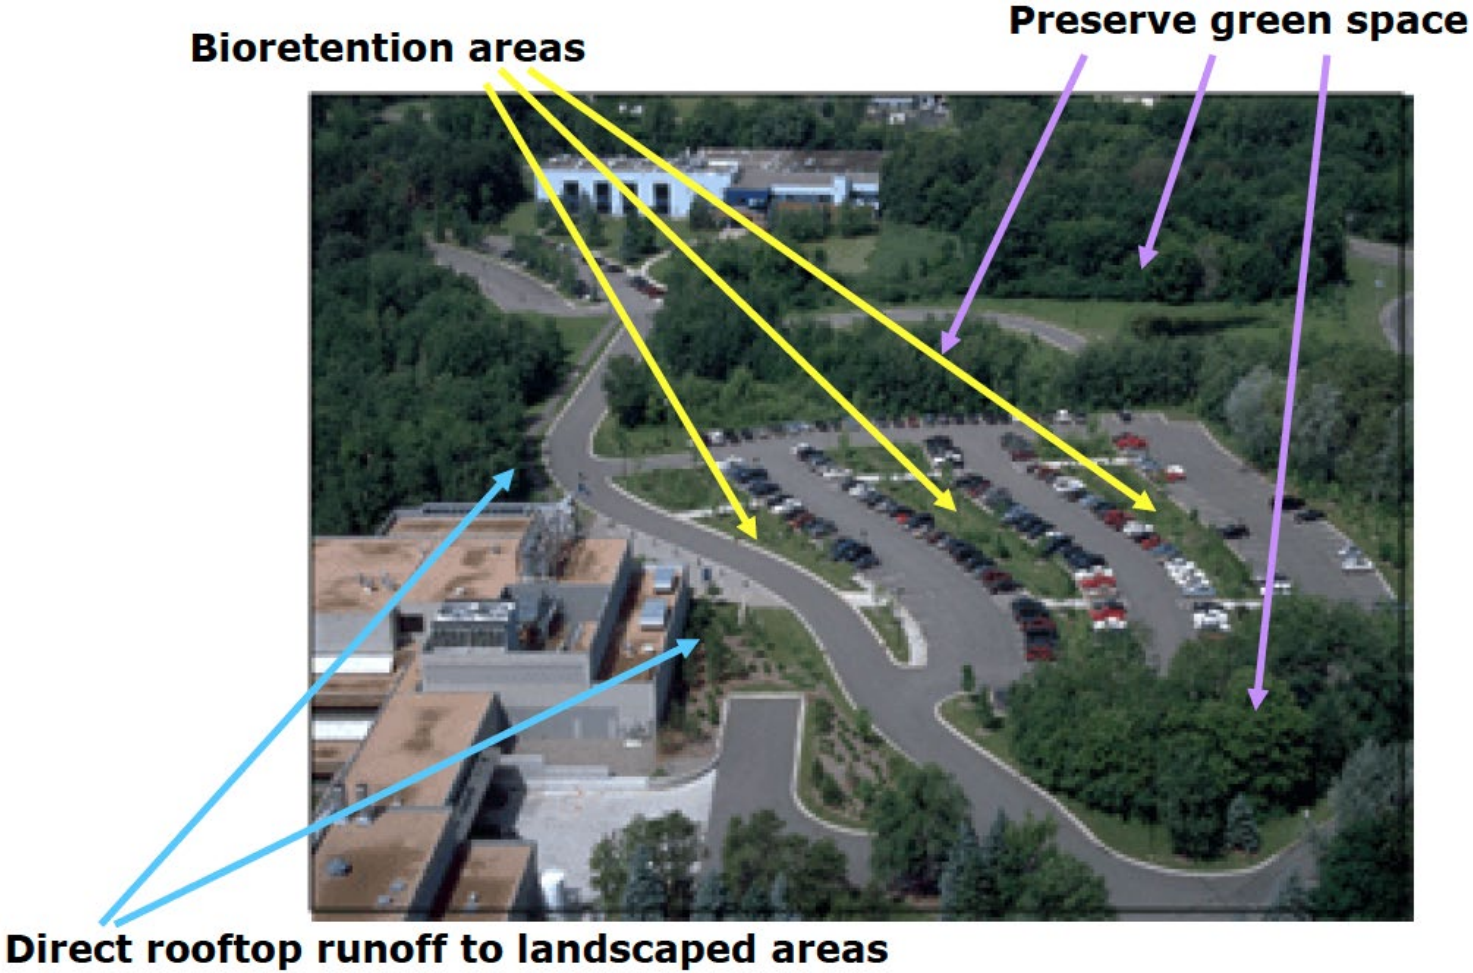 Preserve green space
Bioretention areas
Direct rooftop runoff to landscaped areas